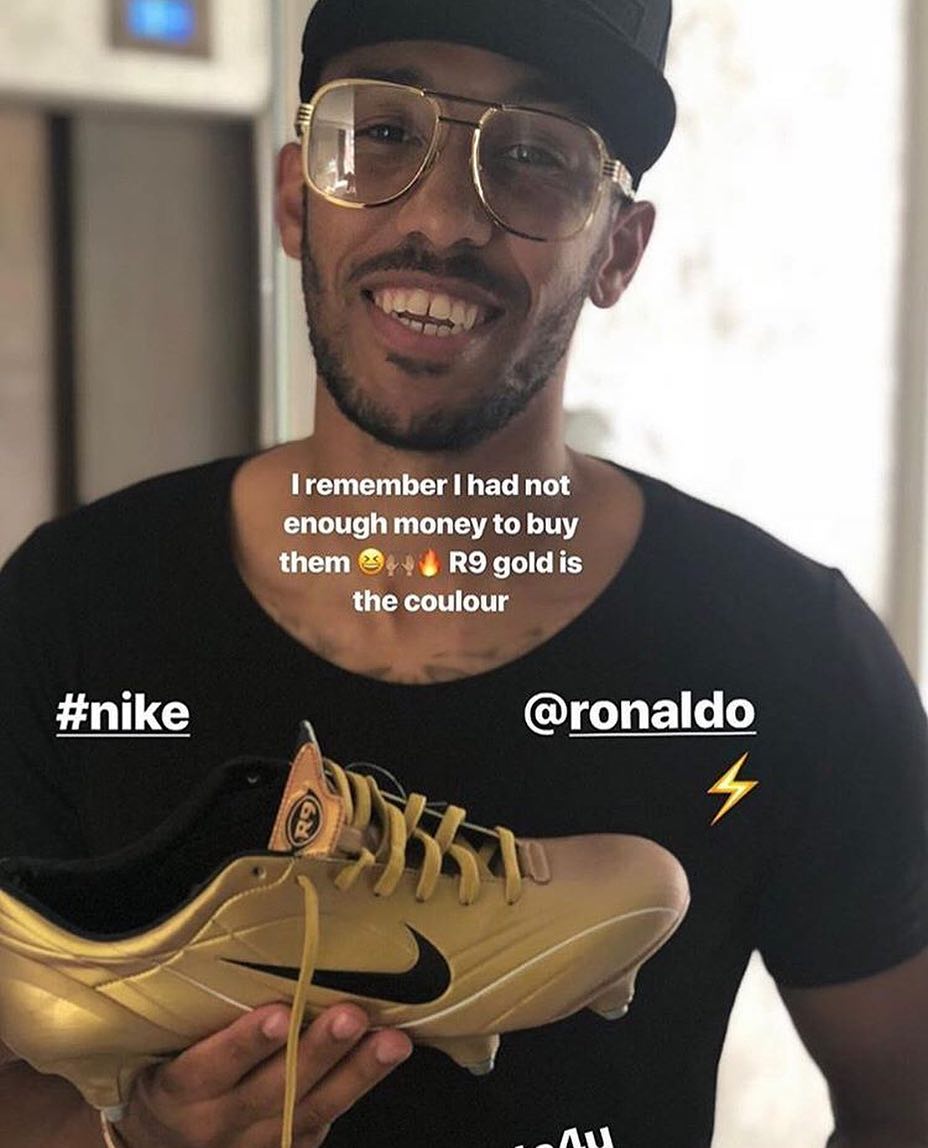 I remember I had not
enough money to buy
them 😆🙌🏽🔥 R9 gold is
the coulour
#nike
@ronaldo
⚡
R9